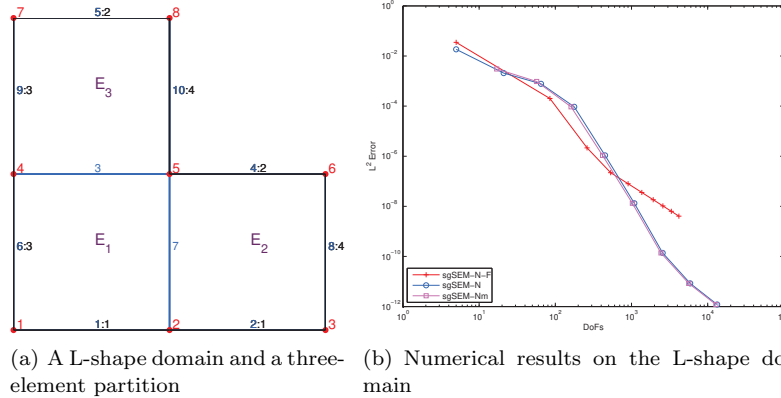 7
5:2
8
9:3
E3
10:4
4
3
5
4:2
6
6:3
E1
7
E2
8:4
1
1:1
2
2:1
3
(a) A L-shape domain and a three-
element partition
10^0
10^-2
10^-4
10^-6
10^-8
10^-10
10^-12
L^2 Error
sgSEM-N-F
sgSEM-N
sgSEM-Nm
10^0
10^1
10^2
10^3
10^4
DoFs
(b) Numerical results on the L-shape do
main